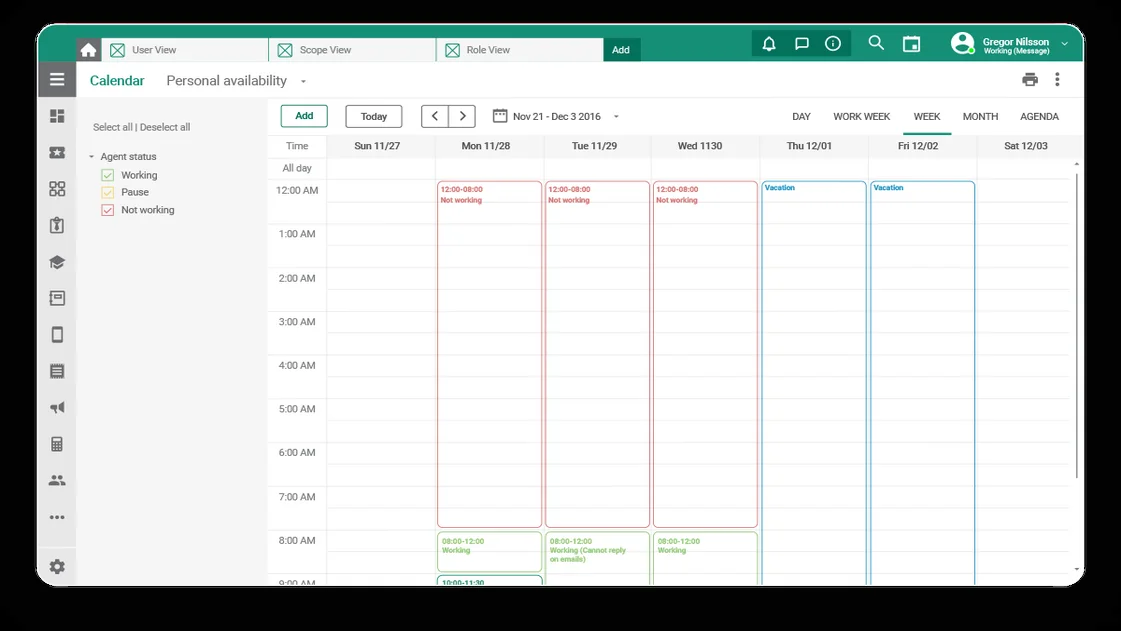 User View
Scope View
Role View
Add
Gregor Nilsson
Working (Message)
Calendar
Personal availability
Add
Today
Nov 21 - Dec 3 2016
DAY
WORK WEEK
WEEK
MONTH
AGENDA
Select all | Deselect all
Agent status
Working
Pause
Not working
Time
Sun 11/27
Mon 11/28
Tue 11/29
Wed 1130
Thu 12/01
Fri 12/02
Sat 12/03
All day
12:00 AM
12:00-08:00
Not working
12:00-08:00
Not working
12:00-08:00
Not working
Vacation
Vacation
1:00 AM
2:00 AM
3:00 AM
4:00 AM
5:00 AM
6:00 AM
7:00 AM
8:00 AM
08:00-12:00
Working
08:00-12:00
Working (Cannot reply
on emails)
08:00-12:00
Working
9:00 AM
10:00-11:30